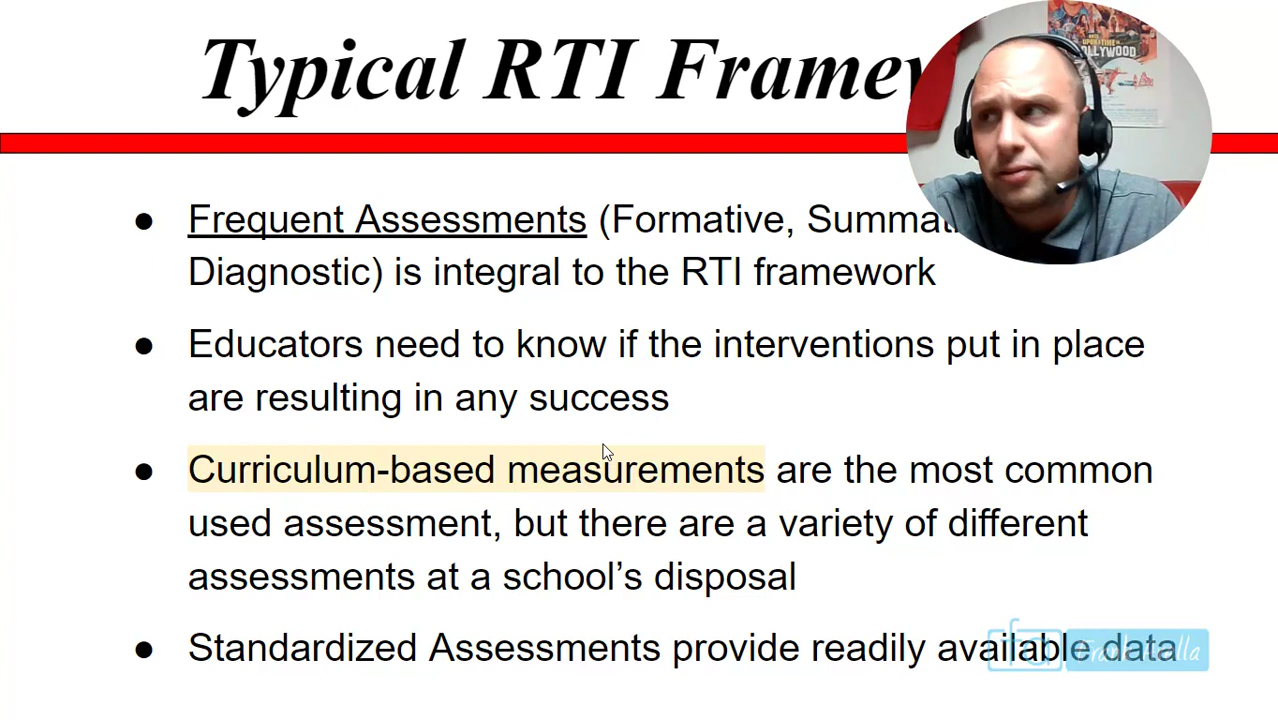 Typical RTI
Frequent Assessments (Formative,
Diagnostic) is integral to the RTI framework
Educators need to know if the interventions put in place
are resulting in any success
Curriculum-based measurements are the most common
used assessment, but there are a variety of different
assessments at a school’s disposal
Standardized Assessments provide readily available data
HOLLYWOOD